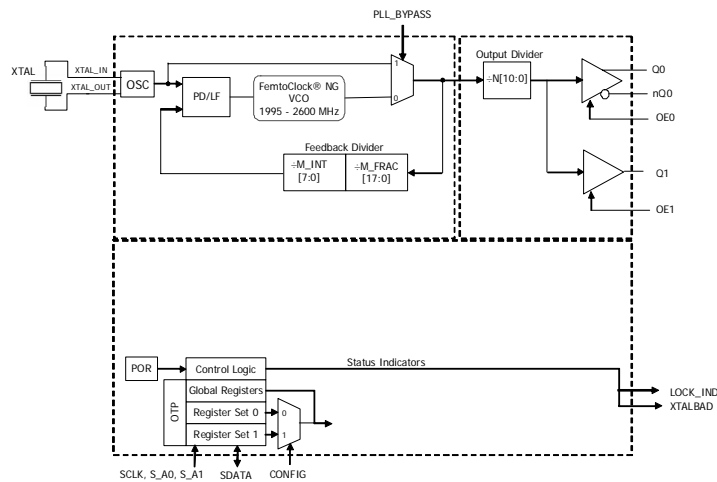 PLL_BYPASS
Output Divider
XTAL
XTAL_IN
XTAL_OUT
OSC
PD/LF
FemtoClock® NG
VCO
1995 - 2600 MHz
1
0
÷N[10:0]
Q0
nQ0
OE0
Feedback Divider
÷M_INT
[7:0]
÷M_FRAC
[17:0]
Q1
OE1
POR
Control Logic
Status Indicators
OTP
Global Registers
Register Set 0
0
Register Set 1
1
LOCK_IND
XTALBAD
SCLK, S_A0, S_A1
SDATA
CONFIG